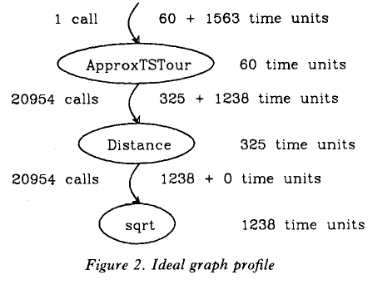 1 call 60 + 1563 time units
ApproxTSTour 60 time units
20954 calls 325 + 1238 time units
Distance 325 time units
20954 calls 1238 + 0 time units
sqrt 1238 time units
Figure 2. Ideal graph profile